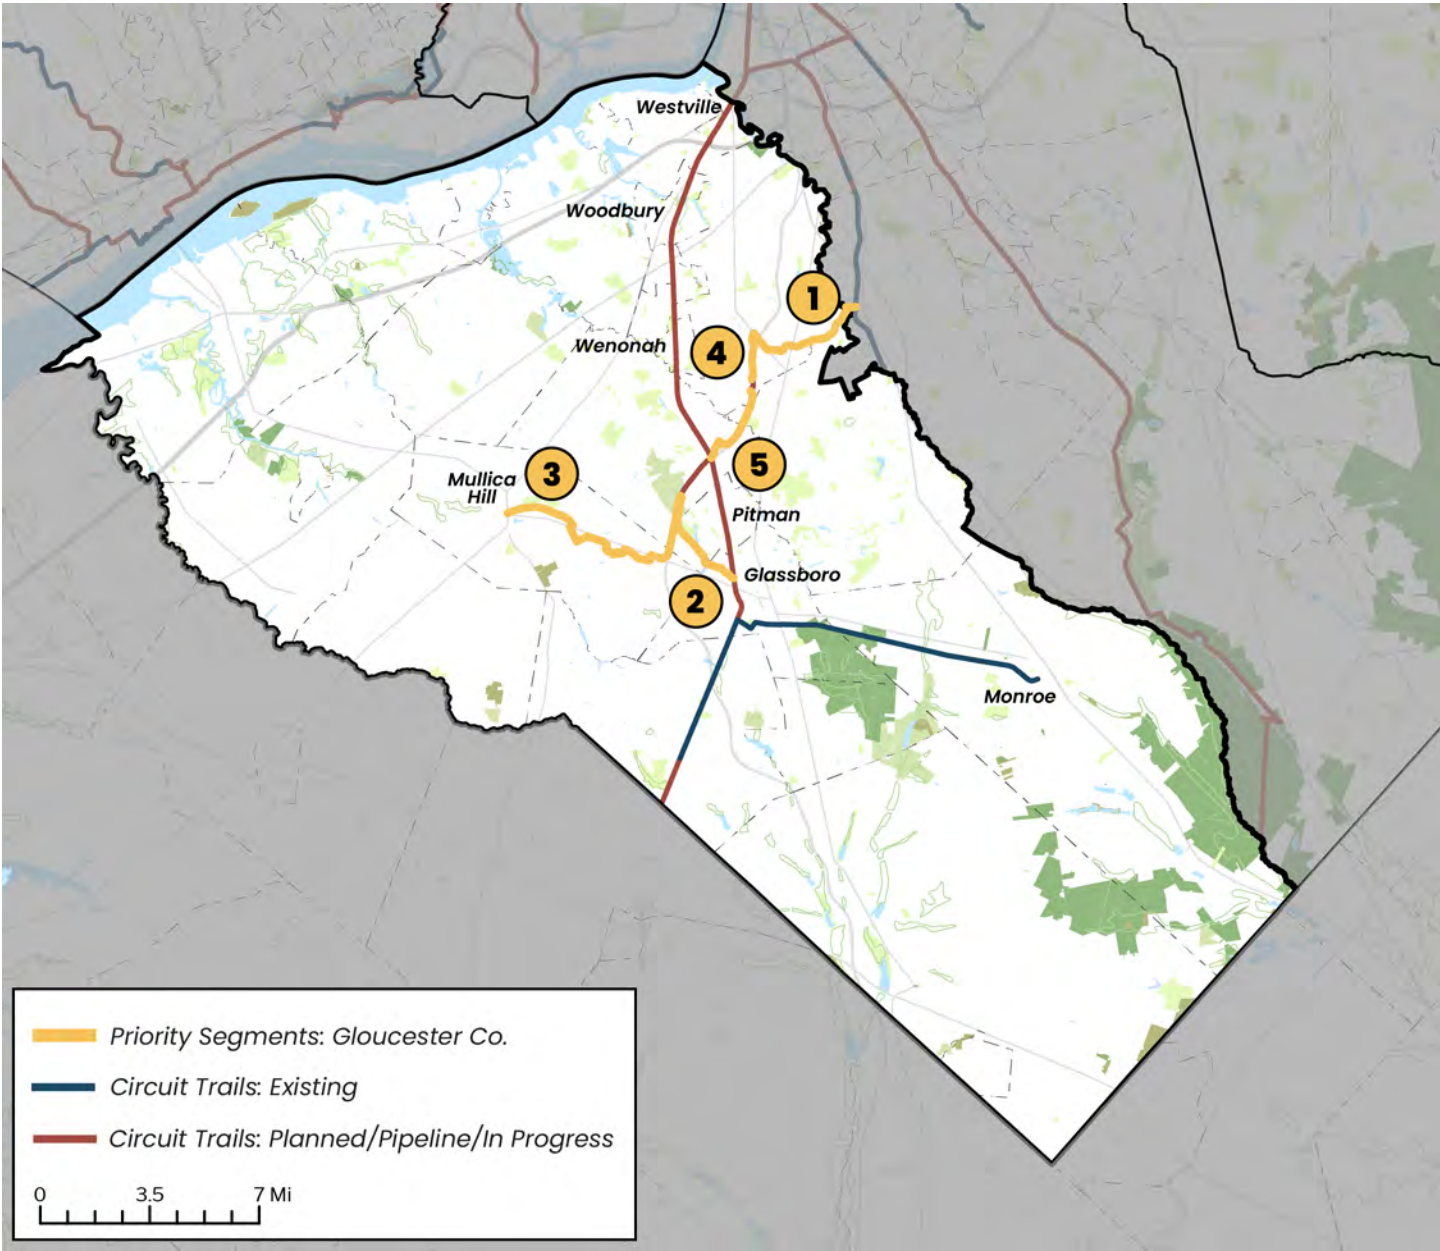 Westville
Woodbury
1
Wenonah
4
Mullica
Hill
3
5
Pitman
Glassboro
2
Monroe
Priority Segments: Gloucester Co.
Circuit Trails: Existing
Circuit Trails: Planned/Pipeline/In Progress
0 3.5 7 Mi